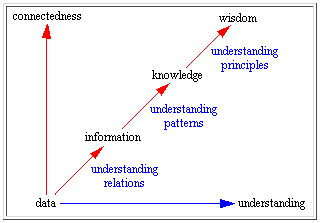 connectedness
wisdom
understanding
principles
knowledge
understanding
patterns
information
understanding
relations
data
understanding